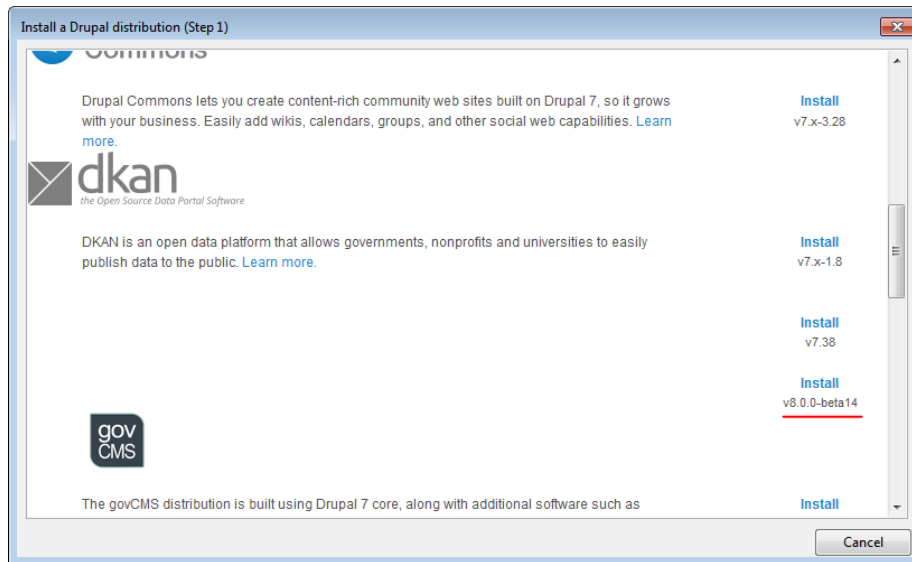 Install a Drupal distribution (Step 1)
Commons
Drupal Commons lets you create content-rich community web sites built on Drupal 7, so it grows
Install
with your business. Easily add wikis, calendars, groups, and other social web capabilities. Learn
v7.x-3.28
more.
dkan
the Open Source Data Portal Software
DKAN is an open data platform that allows governments, nonprofits and universities to easily
Install
publish data to the public. Learn more.
v7.x-1.8
Install
v7.38
Install
v8.0.0-beta14
gov
CMS
The govCMS distribution is built using Drupal 7 core, along with additional software such as
Install
Cancel